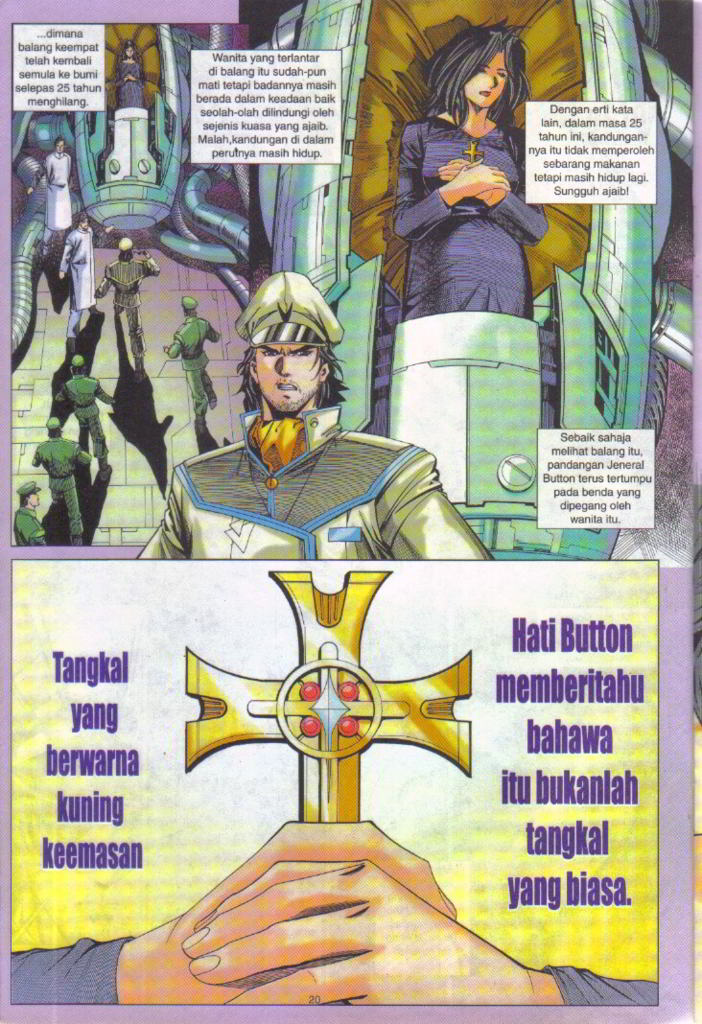 ...dimana
balang keempat
telah kembali
semula ke bumi
selepas 25 tahun
menghilang.
Wanita yang terlantar
di balang itu sudah-pun
mati tetapi badannya masih
berada dalam keadaan baik
seolah-olah dilindungi oleh
sejenis kuasa yang ajaib.
Malah,kandungan di dalam
perutnya masih hidup.
Dengan erti kata
lain, dalam masa 25
tahun ini, kandungan-
nya itu tidak memperoleh
sebarang makanan
tetapi masih hidup lagi.
Sungguh ajaib!
Sebaik sahaja
melihat balang itu,
pandangan Jeneral
Button terus tertumpu
pada benda yang
dipegang oleh
wanita itu.
Tangkal
yang
berwarna
kuning
keemasan
Hati Button
memberitahu
bahawa
itu bukanlah
tangkal
yang biasa.
20